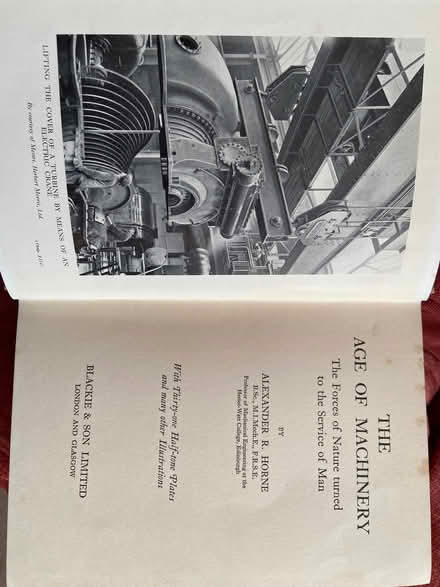 LIFTING THE COVER OF A TURBINE BY MEANS OF AN
ELECTRIC CRANE
By courtesy of Messrs. Herbert Morris, Ltd.
THE
AGE OF MACHINERY
The Forces of Nature turned
to the Service of Man
BY
ALEXANDER R. HORNE
B.Sc., M.I.Mech.E., F.R.S.E.
Professor of Mechanical Engineering at the
Heriot-Watt College, Edinburgh
With Thirty-one Half-tone Plates
and many other Illustrations
BLACKIE & SON LIMITED
LONDON AND GLASGOW